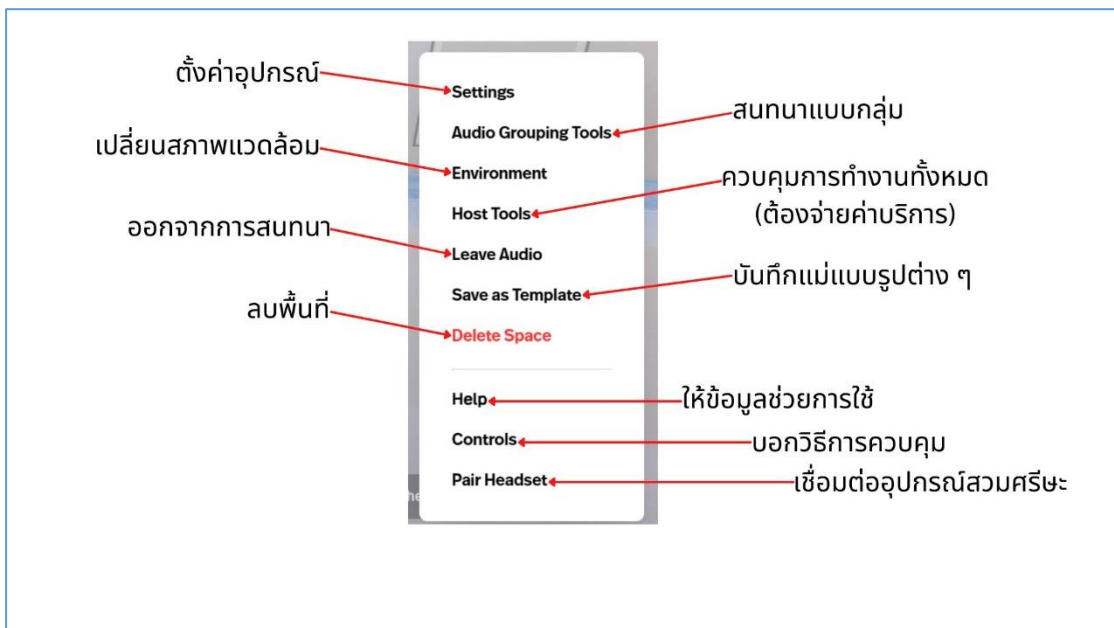 ตั้งค่าอุปกรณ์
Settings
Audio Grouping Tools
สนทนาแบบกลุ่ม
เปลี่ยนสภาพแวดล้อม
Environment
Host Tools
ควบคุมการทำงานทั้งหมด
(ต้องจ่ายค่าบริการ)
ออกจากการสนทนา
Leave Audio
Save as Template
บันทึกแม่แบบรูปต่าง ๆ
ลบพื้นที่
Delete Space
Help
ให้ข้อมูลช่วยการใช้
Controls
บอกวิธีการควบคุม
Pair Headset
เชื่อมต่ออุปกรณ์สวมศรีษะ